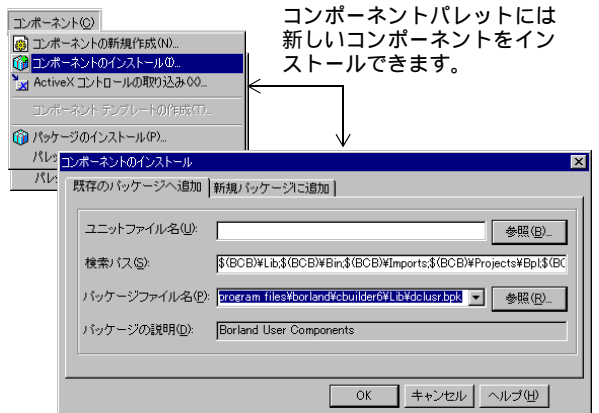 コンポーネント(C)
コンポーネントの新規作成(N)...
コンポーネントのインストール(I)...
ActiveX コントロールの取り込み(X)...
コンポーネント テンプレートの作成(T)...
パッケージのインストール(P)...
パレ
パレ
コンポーネントパレットには
新しいコンポーネントをイン
ストールできます。
コンポーネントのインストール
既存のパッケージへ追加 新規パッケージに追加
ユニットファイル名(U): 参照(B)...
検索パス(S): $(BCB)¥Lib;$(BCB)¥Bin;$(BCB)¥Imports;$(BCB)¥Projects¥Bpl;$(BC
パッケージファイル名(P): program files¥borland¥cbuilder6¥Lib¥dclusr.bpk 参照(R)...
パッケージの説明(D): Borland User Components
OK キャンセル ヘルプ(H)